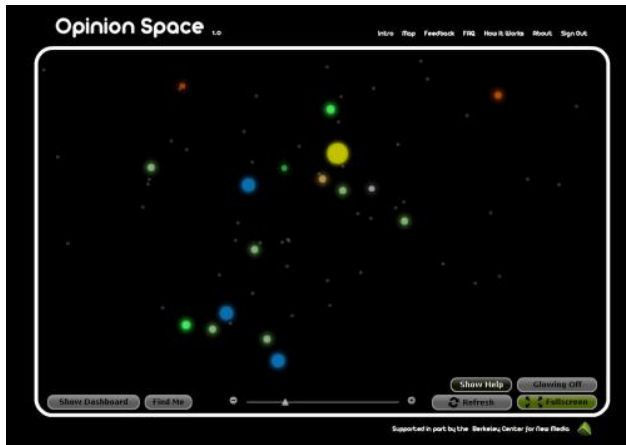 Opinion Space 1.0
Intro Map Feedback FAQ How it Works About Sign Out
Show Help Glowing Off
Show Dashboard Find Me Refresh Fullscreen
Supported in part by the Berkeley Center for New Media